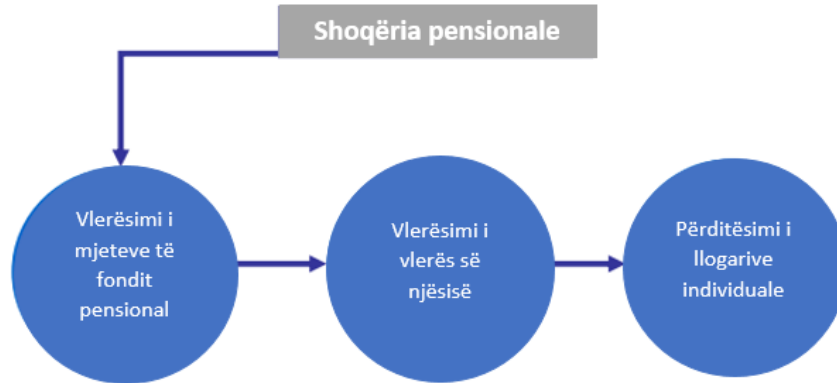 Shoqëria pensionale
Vlerësimi i
mjeteve të
fondit
pensional
Vlerësimi i
vlerës së
njësisë
Përditësimi i
llogarive
individuale